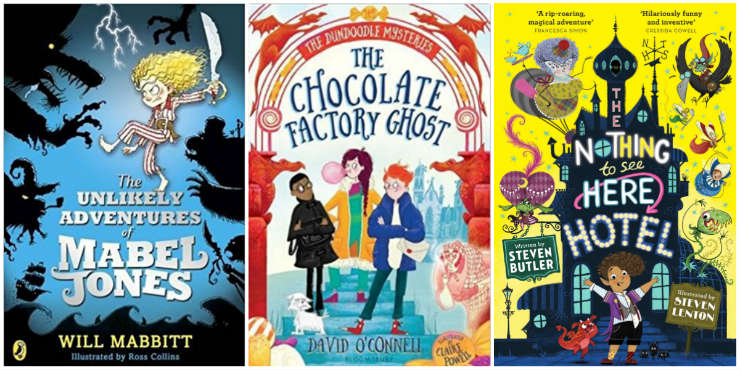 The
UNLIKELY
ADVENTURES
of
MABEL
JONES
WILL MABBITT
Illustrated by Ross Collins
THE DUNDOODLE MYSTERIES
THE
CHOCOLATE
FACTORY GHOST
DAVID O'CONNELL
BLOOMSBURY
ILLUSTRATED BY
CLAIRE
POWELL
'A rip-roaring,
magical adventure'
FRANCESCA SIMON
'Hilariously funny
and inventive'
CRESSIDA COWELL
N
THE
NOTHING
to see
HERE
HOTEL
Written by
STEVEN
BUTLER
Illustrated by
STEVEN
LENTON